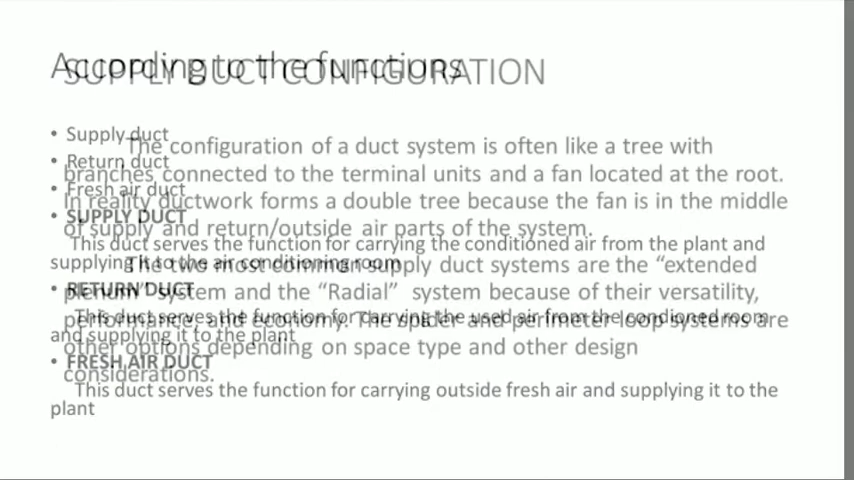 According to the functions
• Supply duct
• Return duct
• Fresh air duct
• SUPPLY DUCT
This duct serves the function for carrying the conditioned air from the plant and
supplying it to the air conditioning room
• RETURN DUCT
This duct serves the function for carrying the used air from the condioned room
and supplying it to the plant
• FRESH AIR DUCT
This duct serves the function for carrying outside fresh air and supplying it to the
plant
SUPPLY DUCT CONFIGURATION
The configuration of a duct system is often like a tree with
branches connected to the terminal units and a fan located at the root.
In reality ductwork forms a double tree because the fan is in the middle
of supply and return/outside air parts of the system.
The two most common supply duct systems are the “extended
plenum” system and the “Radial” system because of their versatility,
performance, and economy. The spider and perimeter loop systems are
other options depending on space type and other design
considerations.